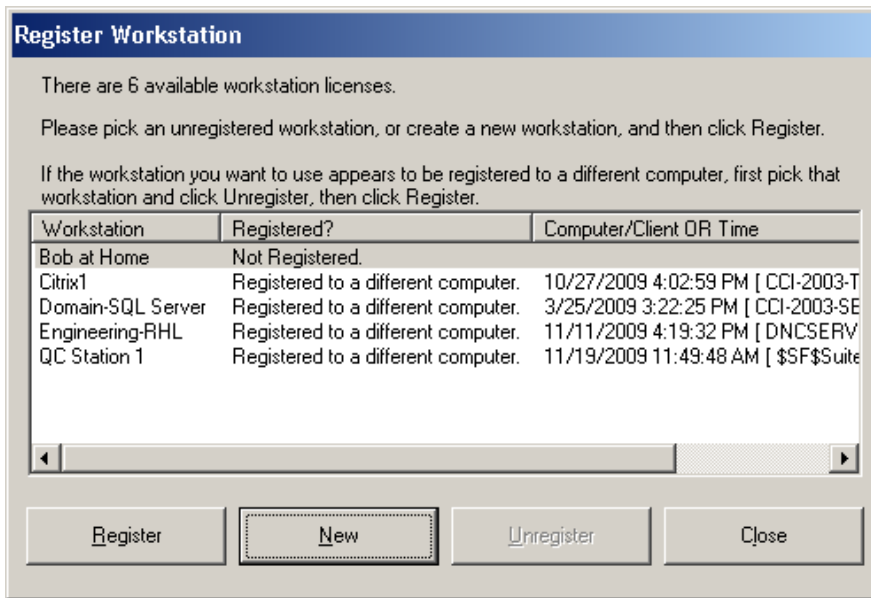 Register Workstation
There are 6 available workstation licenses.
Please pick an unregistered workstation, or create a new workstation, and then click Register.
If the workstation you want to use appears to be registered to a different computer, first pick that
workstation and click Unregister, then click Register.
Workstation Registered? Computer/Client OR Time
Bob at Home Not Registered.
Citrix1 Registered to a different computer. 10/27/2009 4:02:59 PM [ CCI-2003-T
Domain-SQL Server Registered to a different computer. 3/25/2009 3:22:25 PM [ CCI-2003-SE
Engineering-RHL Registered to a different computer. 11/11/2009 4:19:32 PM [ DNCSERV
QC Station 1 Registered to a different computer. 11/19/2009 11:49:48 AM [ $SF$Suite
Register New Unregister Close